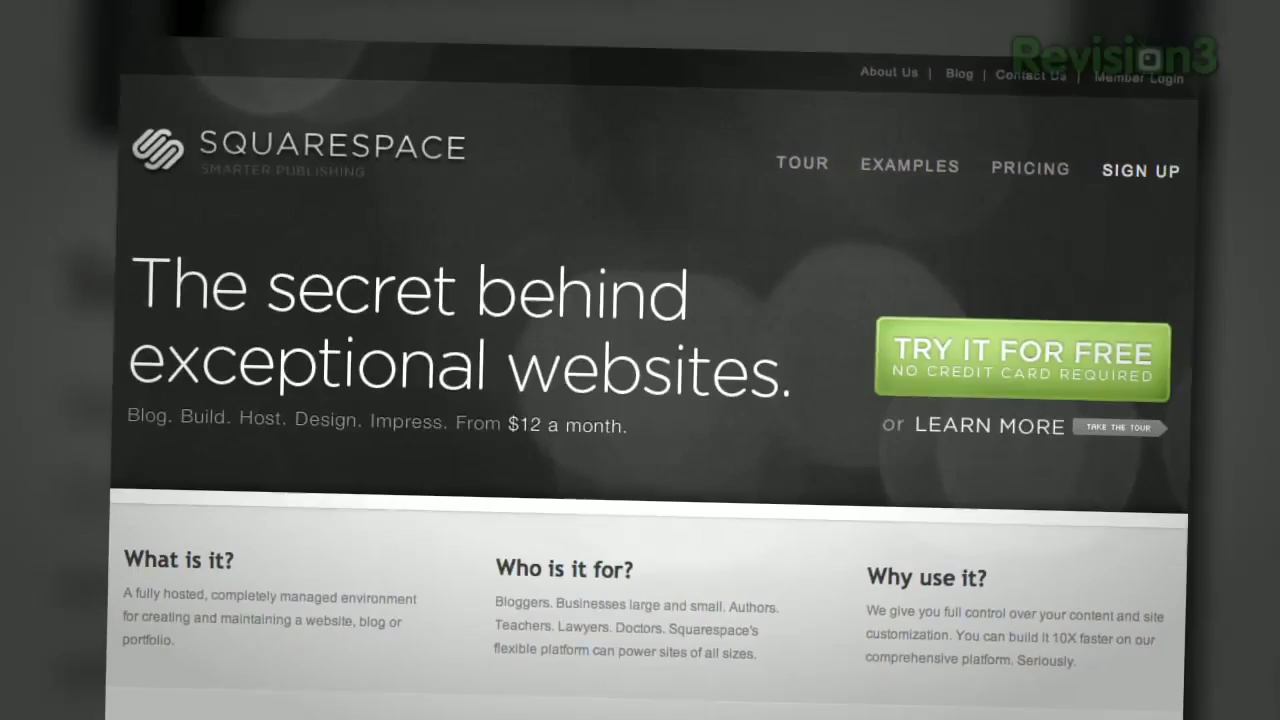 Revision3
About Us | Blog | Contact Us | Member Login
SQUARESPACE
SMARTER PUBLISHING
TOUR EXAMPLES PRICING SIGN UP
The secret behind
exceptional websites.
Blog. Build. Host. Design. Impress. From $12 a month.
TRY IT FOR FREE
NO CREDIT CARD REQUIRED
or LEARN MORE TAKE THE TOUR
What is it?
A fully hosted, completely managed environment
for creating and maintaining a website, blog or
portfolio.
Who is it for?
Bloggers. Businesses large and small. Authors.
Teachers. Lawyers. Doctors. Squarespace's
flexible platform can power sites of all sizes.
Why use it?
We give you full control over your content and site
customization. You can build it 10X faster on our
comprehensive platform. Seriously.